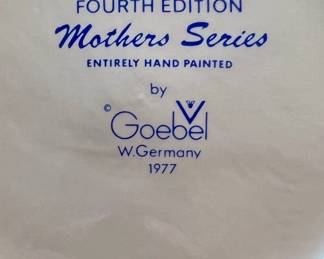 FOURTH EDITION
Mothers Series
ENTIRELY HAND PAINTED
by
© Goebel
W. Germany
1977